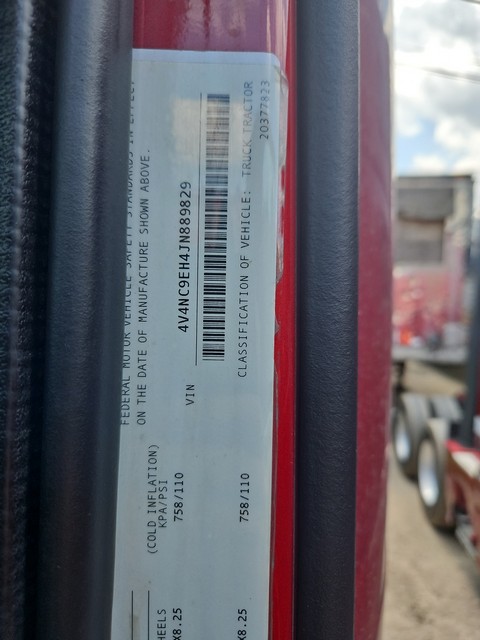 FEDERAL MOTOR VEHICLE SAFETY STANDARDS IN EFFECT
ON THE DATE OF MANUFACTURE SHOWN ABOVE.
(COLD INFLATION)
KPA/PSI
HEELS
758/110
X8.25
VIN
4V4NC9EH4JN889829
CLASSIFICATION OF VEHICLE: TRUCK TRACTOR
758/110
X8.25
20377823